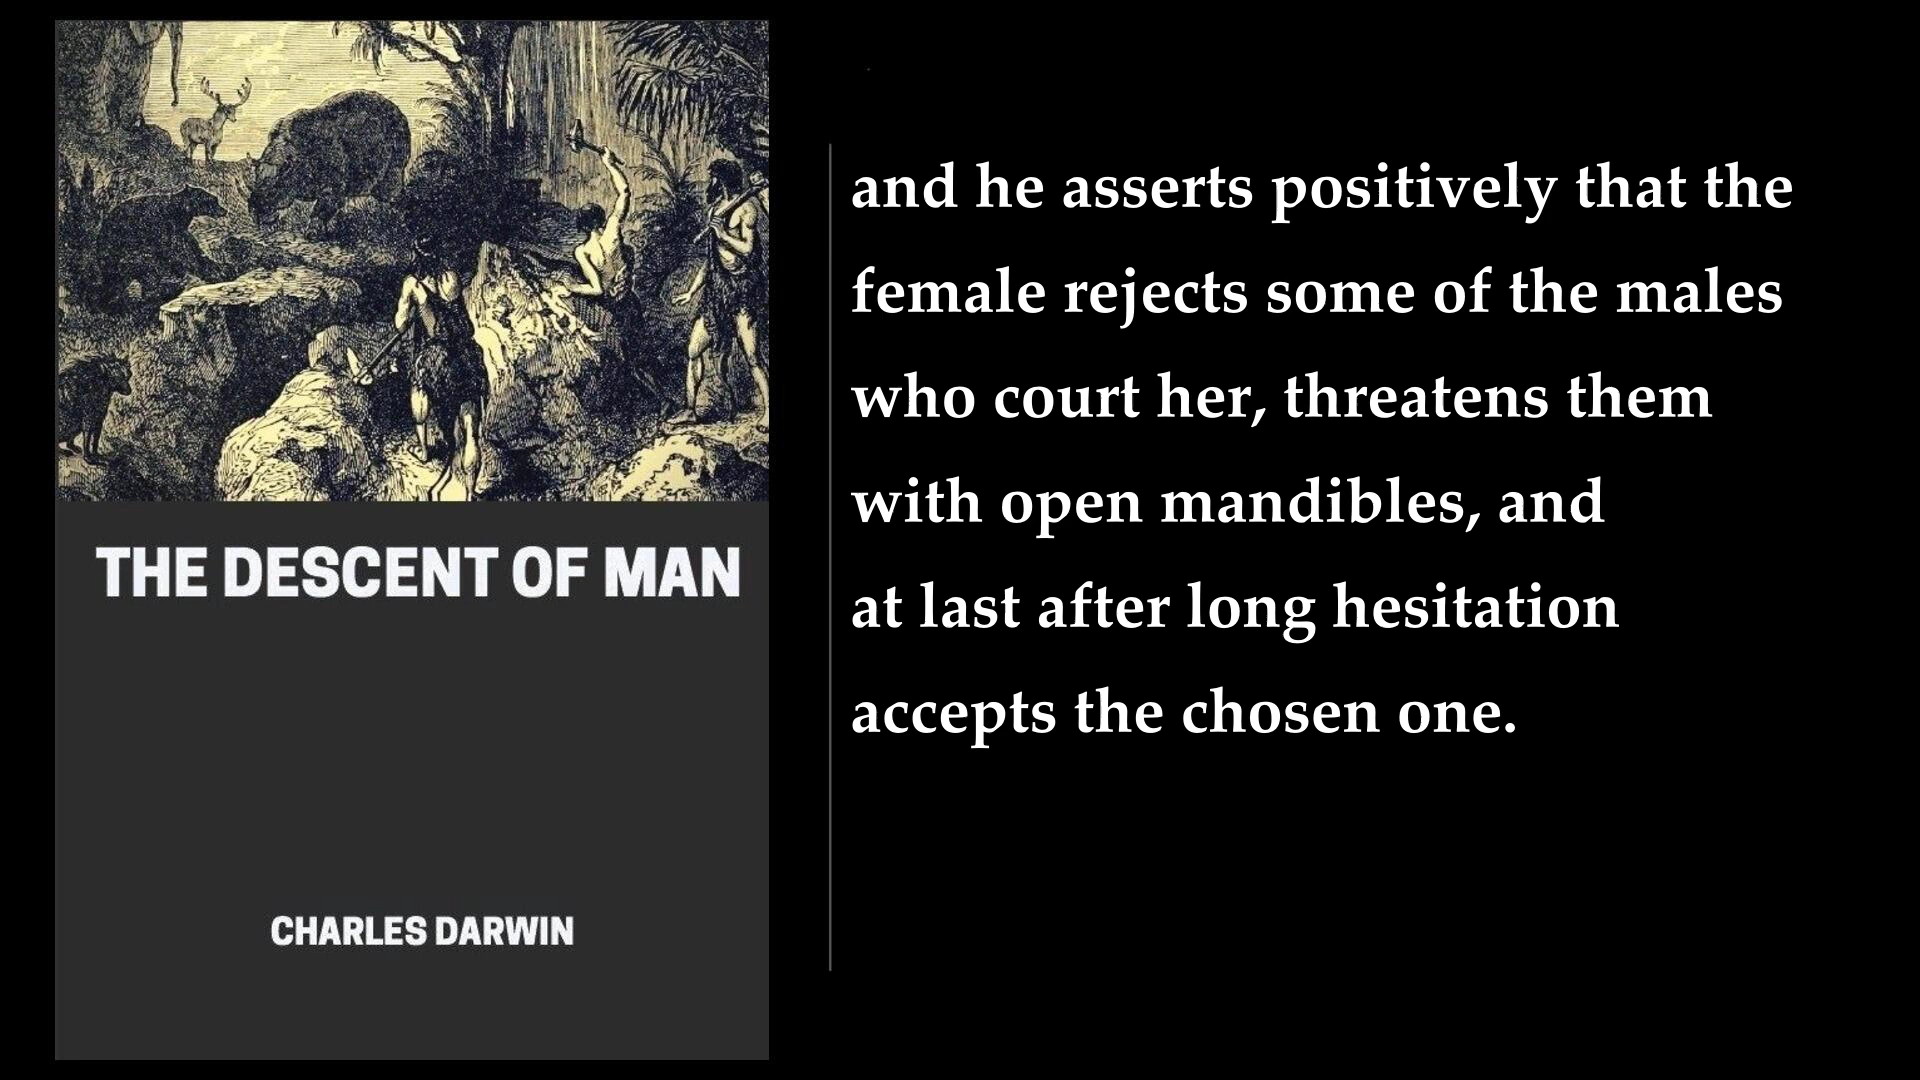 THE DESCENT OF MAN
CHARLES DARWIN
and he asserts positively that the
female rejects some of the males
who court her, threatens them
with open mandibles, and
at last after long hesitation
accepts the chosen one.